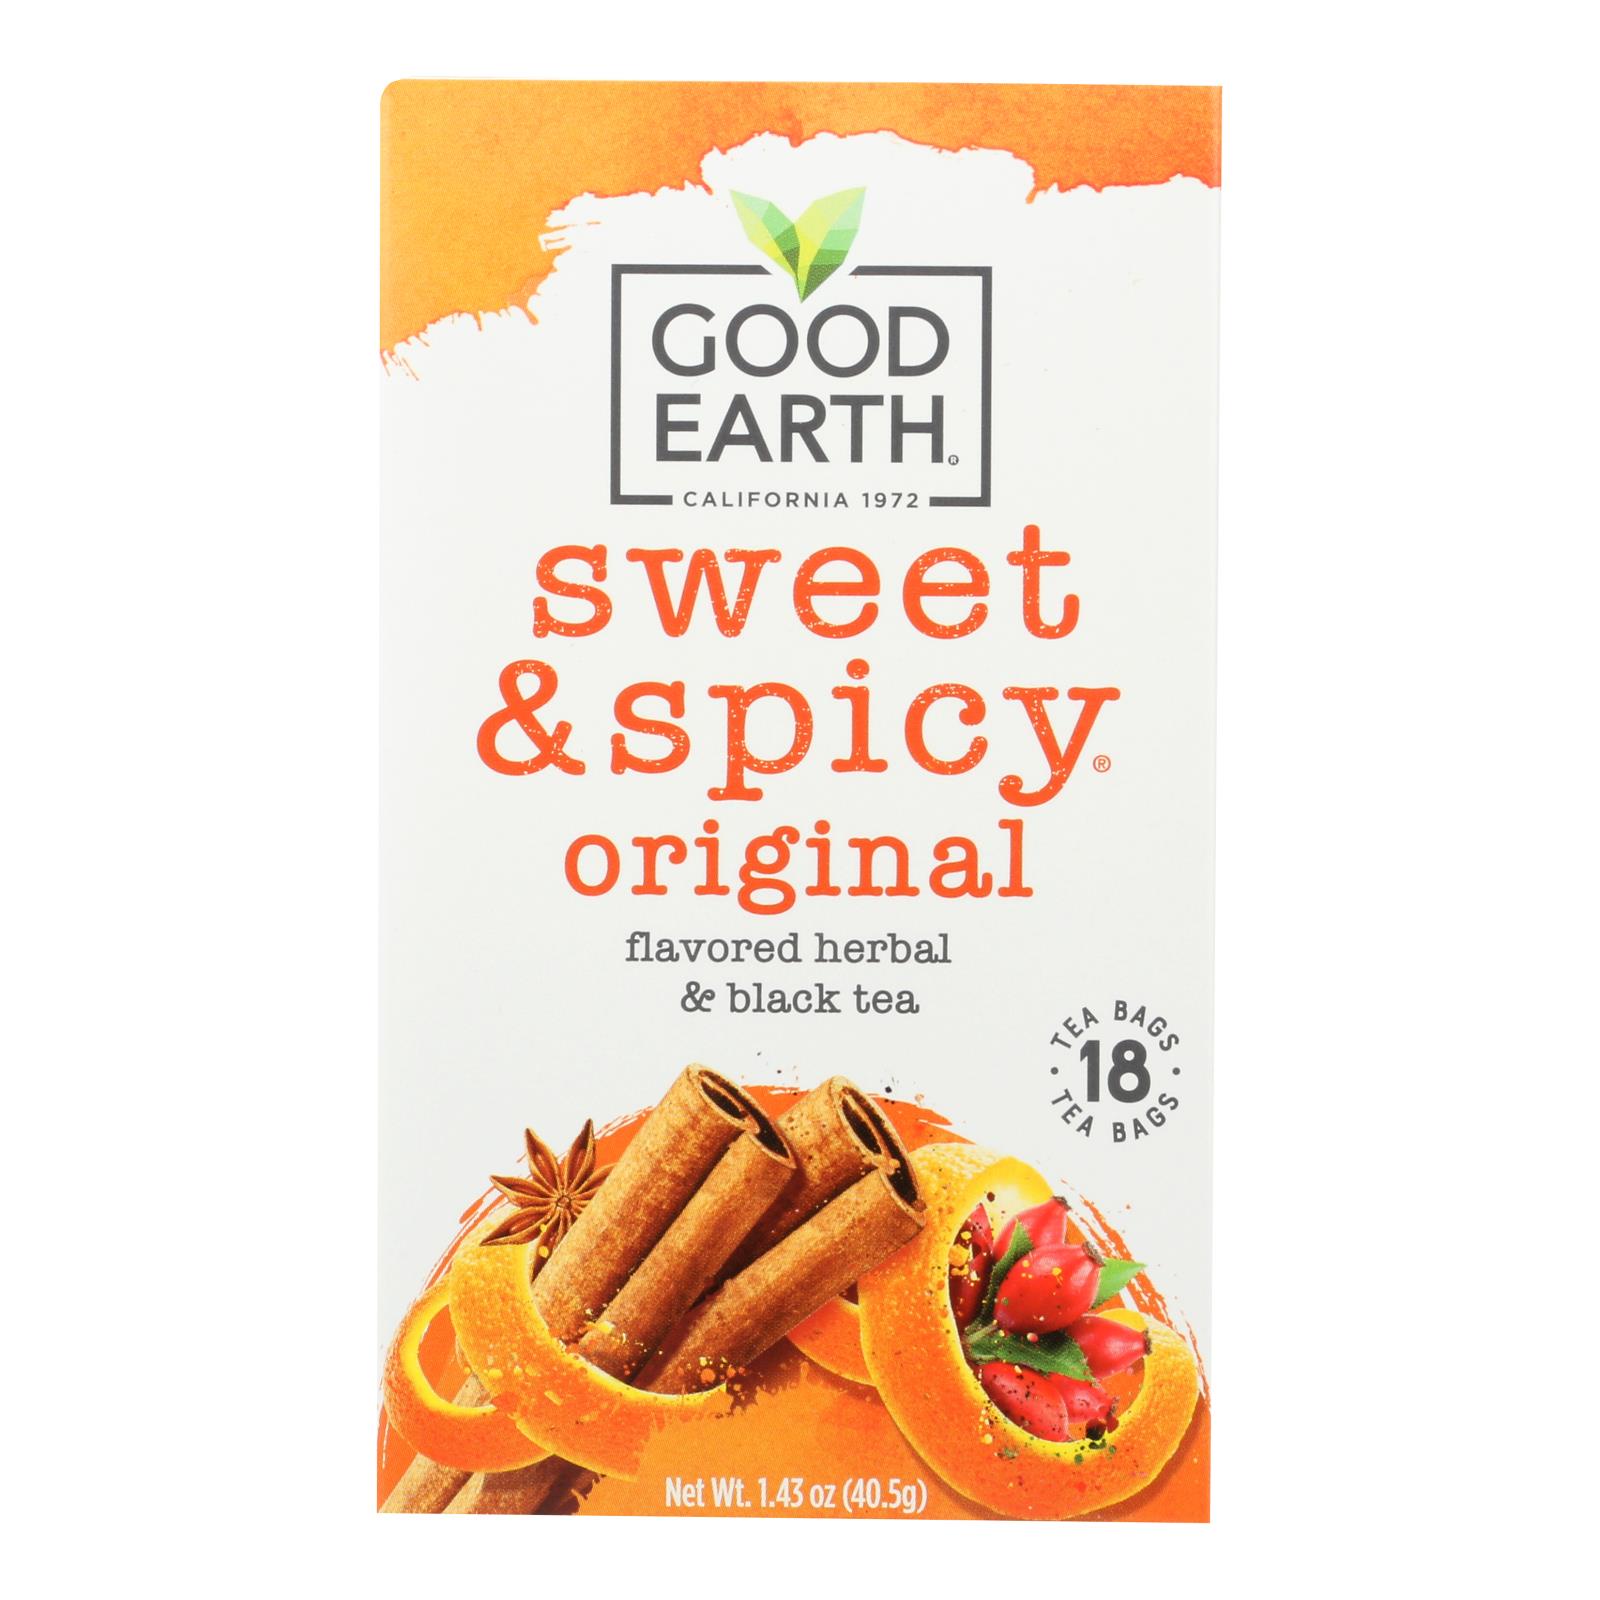 GOOD
EARTH®
CALIFORNIA 1972
sweet
&spicy®
original
flavored herbal
& black tea
TEA BAGS
18
TEA BAGS
Net Wt. 1.43 oz (40.5g)